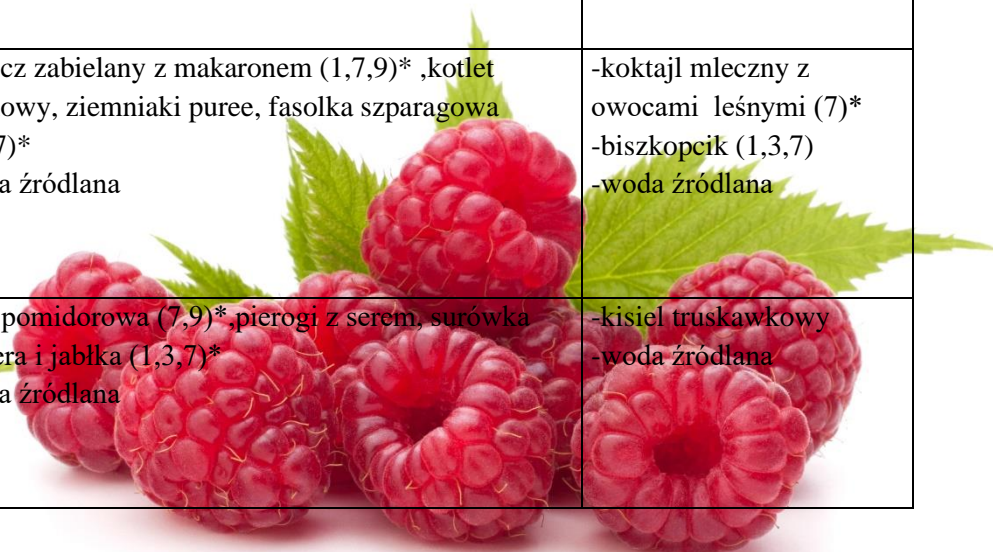 cz zabielany z makaronem (1,7,9)* ,kotlet
owy, ziemniaki puree, fasolka szparagowa
7)*
a źródlana
-koktajl mleczny z
owocami leśnymi (7)*
-biszkopcik (1,3,7)
-woda źródlana
pomidorowa (7,9)*,pierogi z serem, surówka
era i jabłka (1,3,7)*
a źródlana
-kisiel truskawkowy
-woda źródlana